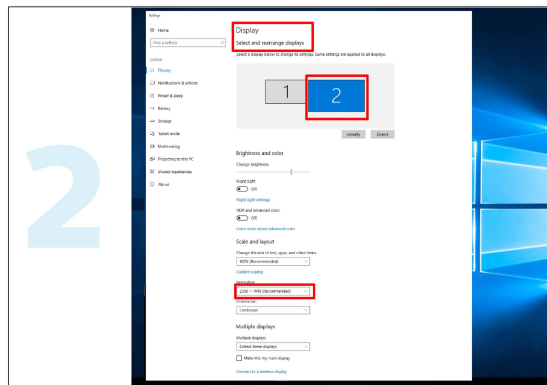 Settings
Home
Find a setting
System
Display
Notifications & actions
Power & sleep
Battery
Storage
Tablet mode
Multitasking
Projecting to this PC
Shared experiences
About
2
Display
Select and rearrange displays
Select a display below to change its settings. Some settings are applied to all displays.
1
2
Identify
Detect
Brightness and color
Change brightness
Night light
Off
Night light settings
HDR and advanced color
Off
Learn more about advanced color
Scale and layout
Change the size of text, apps, and other items
100% (Recommended)
Custom scaling
Resolution
2560 × 1440 (Recommended)
Orientation
Landscape
Multiple displays
Multiple displays
Extend these displays
Make this my main display
Connect to a wireless display